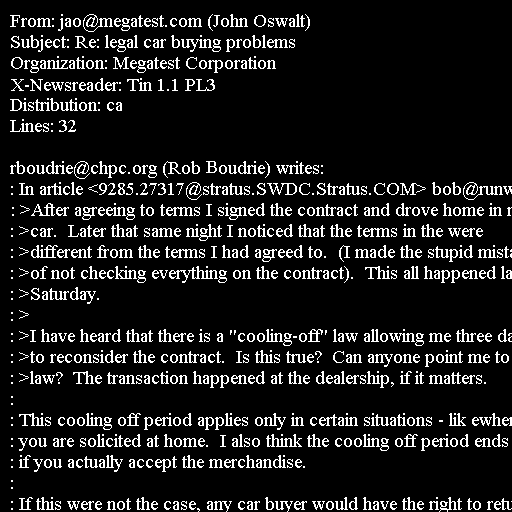 From: jao@megatest.com (John Oswalt)
Subject: Re: legal car buying problems
Organization: Megatest Corporation
X-Newsreader: Tin 1.1 PL3
Distribution: ca
Lines: 32

rboudrie@chpc.org (Rob Boudrie) writes:
: In article <9285.27317@stratus.SWDC.Stratus.COM> bob@runw
: >After agreeing to terms I signed the contract and drove home in
: >car.  Later that same night I noticed that the terms in the were
: >different from the terms I had agreed to.  (I made the stupid
: >of not checking everything on the contract).  This all happened
: >Saturday.
: >
: >I have heard that there is a "cooling-off" law allowing me three
: >to reconsider the contract.  Is this true?  Can anyone point me to
: >law?  The transaction happened at the dealership, if it matters.
:
: This cooling off period applies only in certain situations - lik
: you are solicited at home.  I also think the cooling off period ends
: if you actually accept the merchandise.
:
: If this were not the case, any car buyer would have the right to